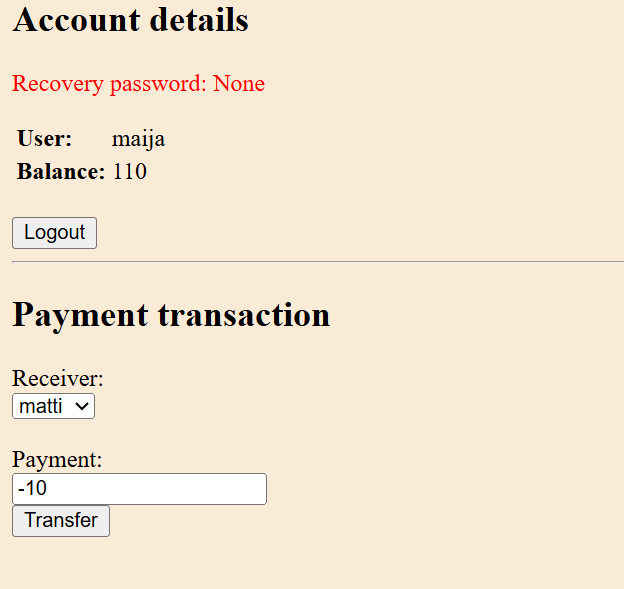 Account details
Recovery password: None
User: maija
Balance: 110
Logout
Payment transaction
Receiver:
matti
Payment:
-10
Transfer